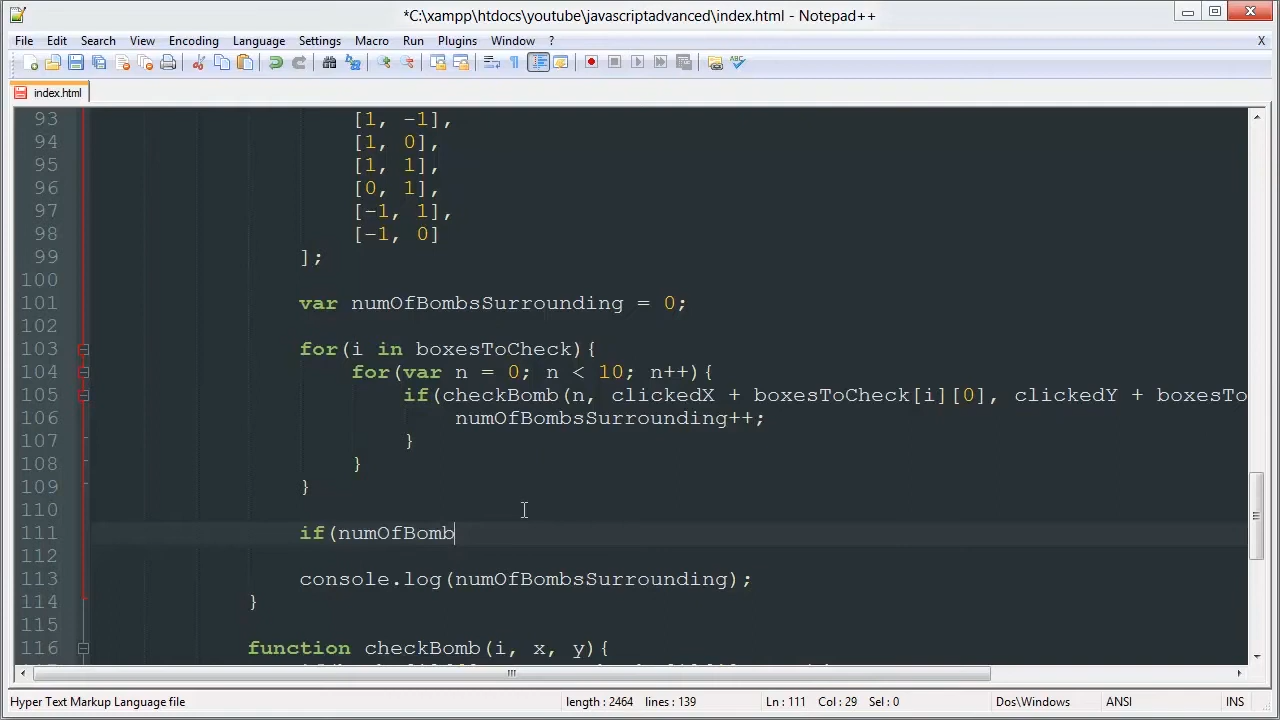 *C:\xampp\htdocs\youtube\javascriptadvanced\index.html - Notepad++
File Edit Search View Encoding Language Settings Macro Run Plugins Window ? X
index.html
93 [1, -1],
94 [1, 0],
95 [1, 1],
96 [0, 1],
97 [-1, 1],
98 [-1, 0]
99 ];
100
101 var numOfBombsSurrounding = 0;
102
103 for(i in boxesToCheck){
104 for(var n = 0; n < 10; n++){
105 if(checkBomb(n, clickedX + boxesToCheck[i][0], clickedY + boxesTo
106 numOfBombsSurrounding++;
107 }
108 }
109 }
110
111 if(numOfBomb
112
113 console.log(numOfBombsSurrounding);
114 }
115
116 function checkBomb(i, x, y){
Hyper Text Markup Language file length : 2464 lines : 139 Ln : 111 Col : 29 Sel : 0 Dos\Windows ANSI INS